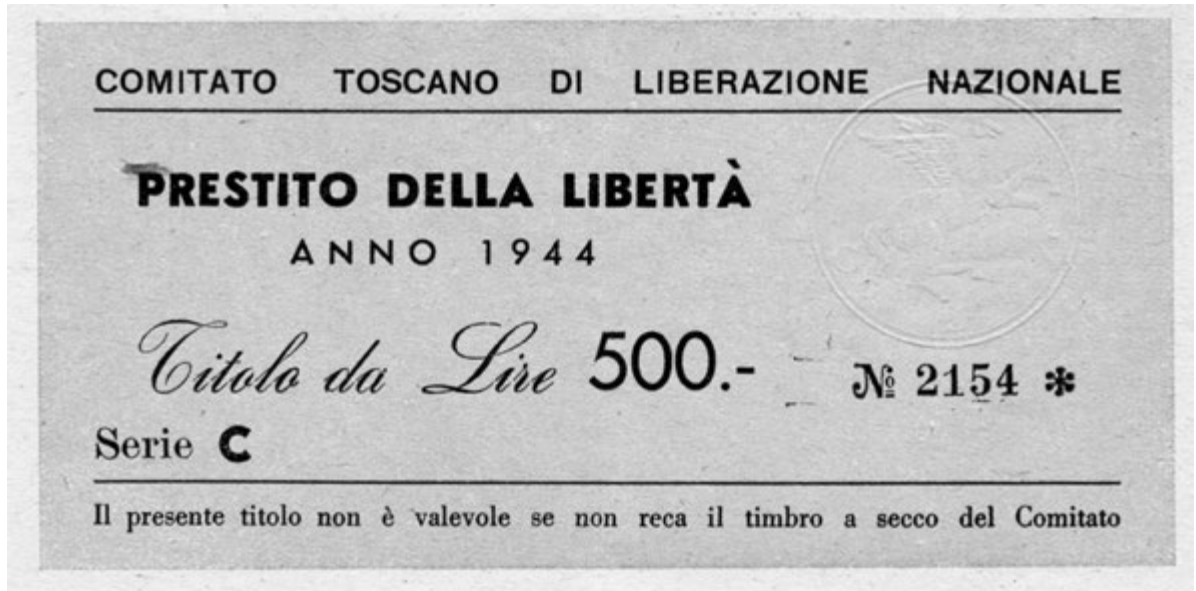 COMITATO TOSCANO DI LIBERAZIONE NAZIONALE
PRESTITO DELLA LIBERTÀ
ANNO 1944
Titolo da Lire 500.- № 2154 *
Serie C
Il presente titolo non è valevole se non reca il timbro a secco del Comitato